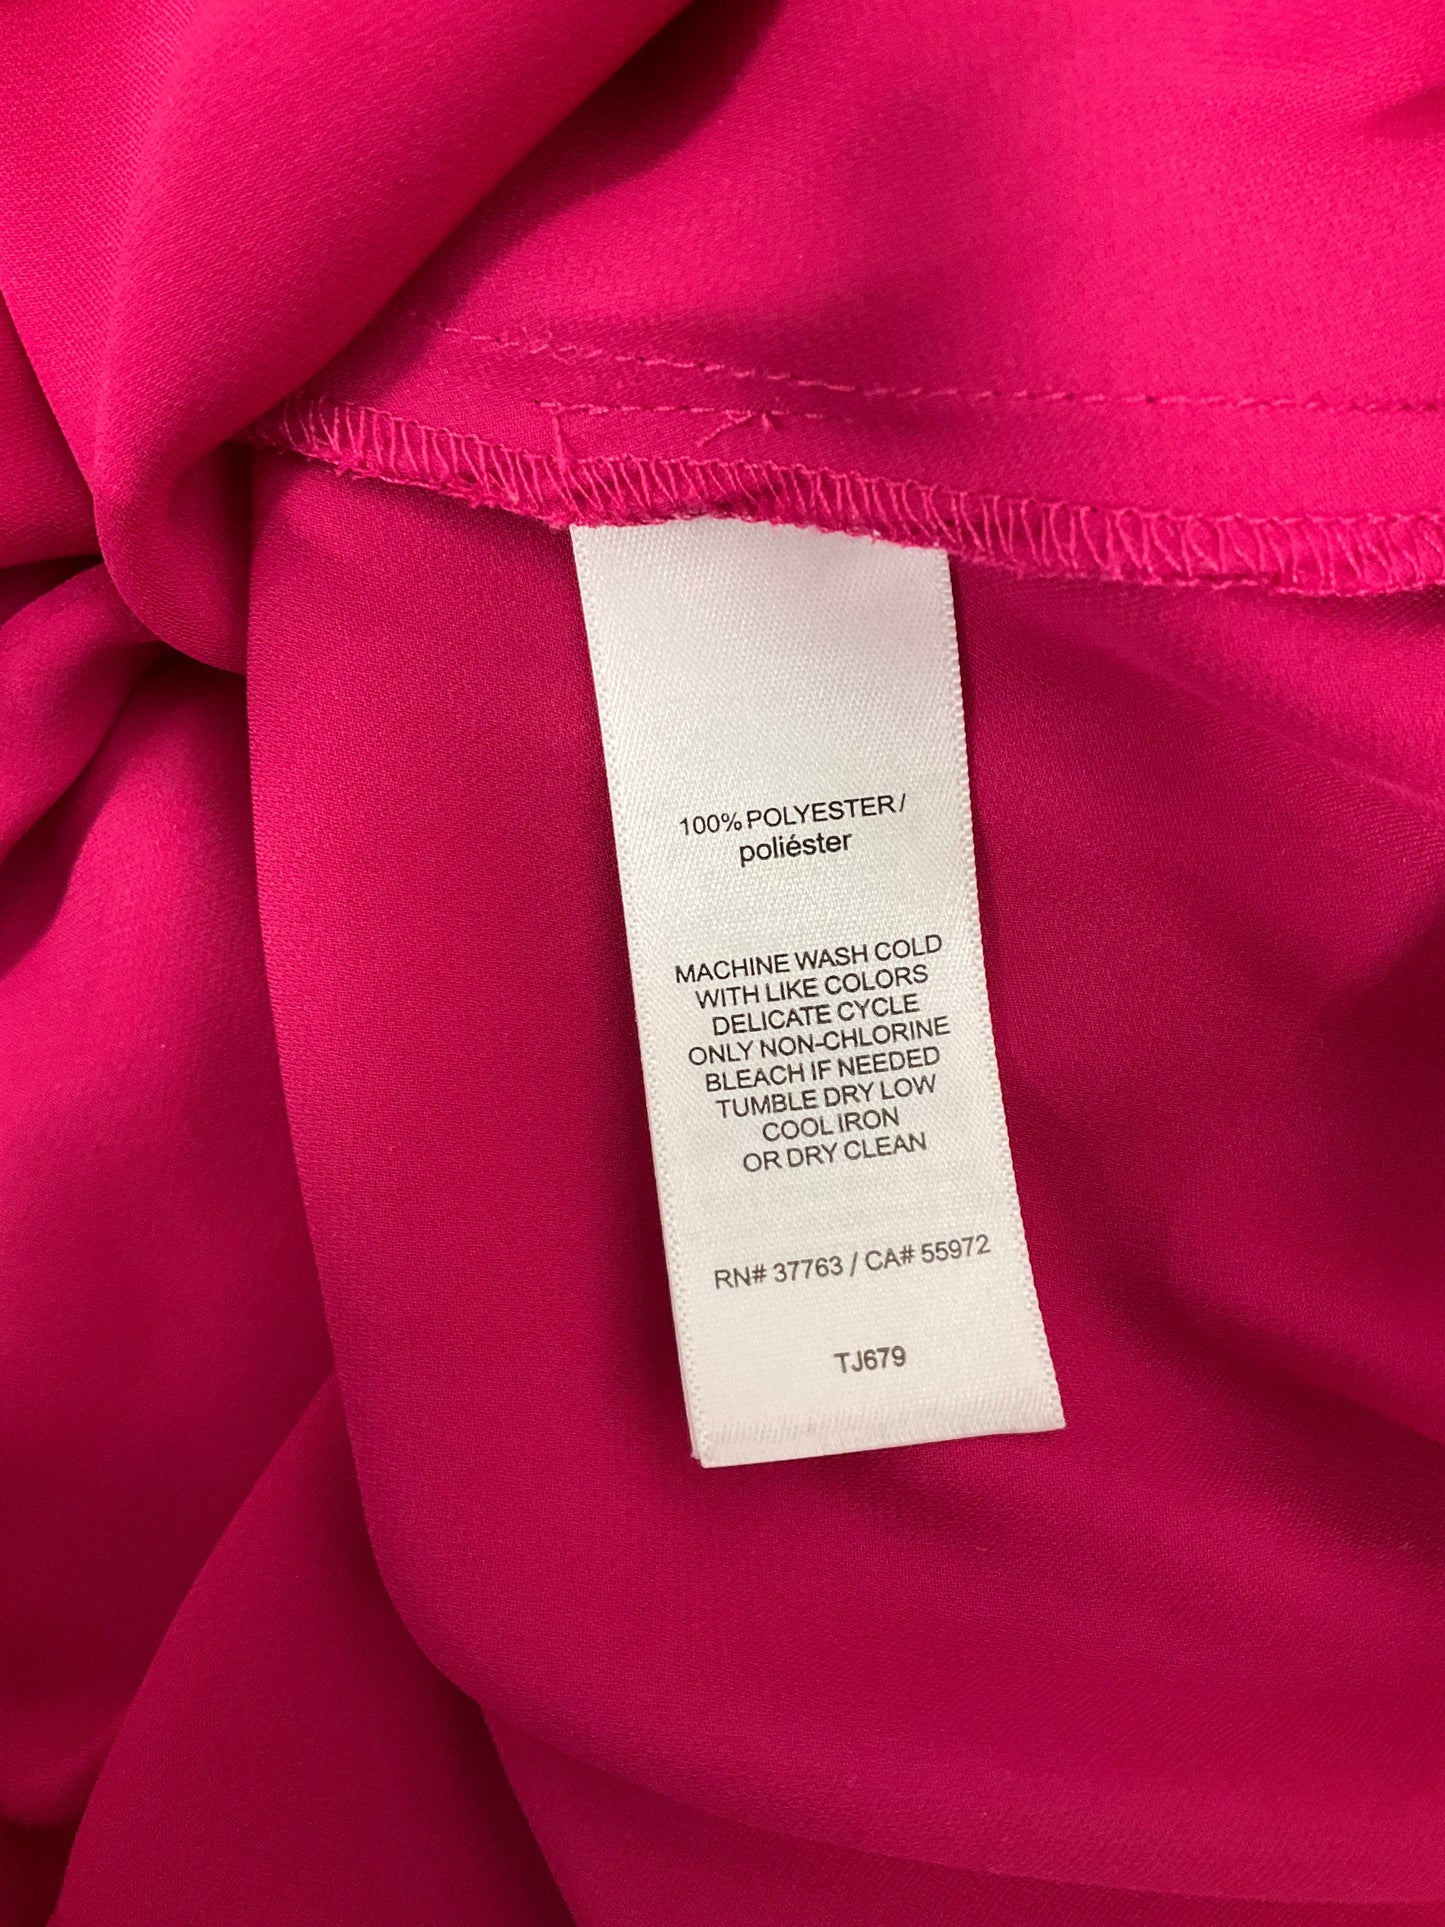 100% POLYESTER /
poliéster
MACHINE WASH COLD
WITH LIKE COLORS
DELICATE CYCLE
ONLY NON-CHLORINE
BLEACH IF NEEDED
TUMBLE DRY LOW
COOL IRON
OR DRY CLEAN
RN# 37763 / CA# 55972
TJ679